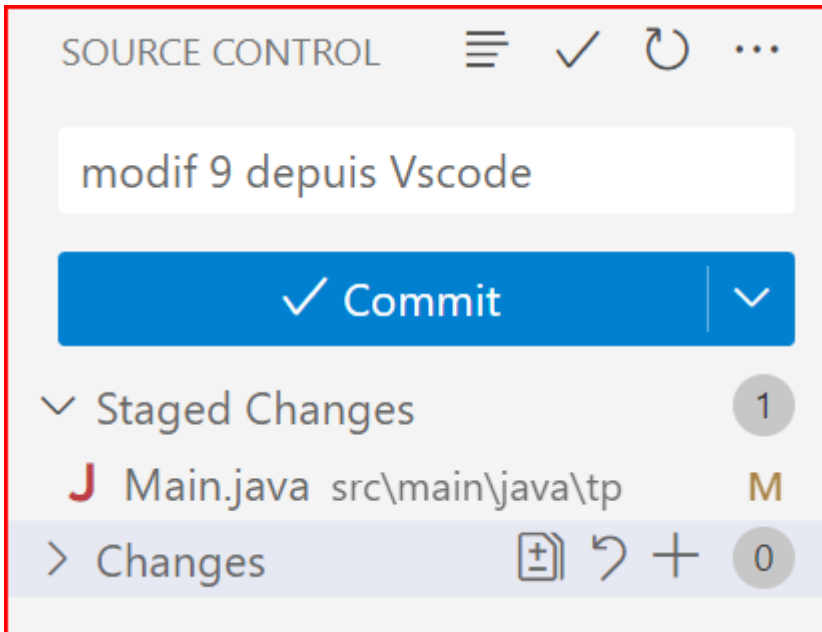 SOURCE CONTROL
modif 9 depuis Vscode
Commit
Staged Changes 1
J Main.java src\main\java\tp M
Changes 0